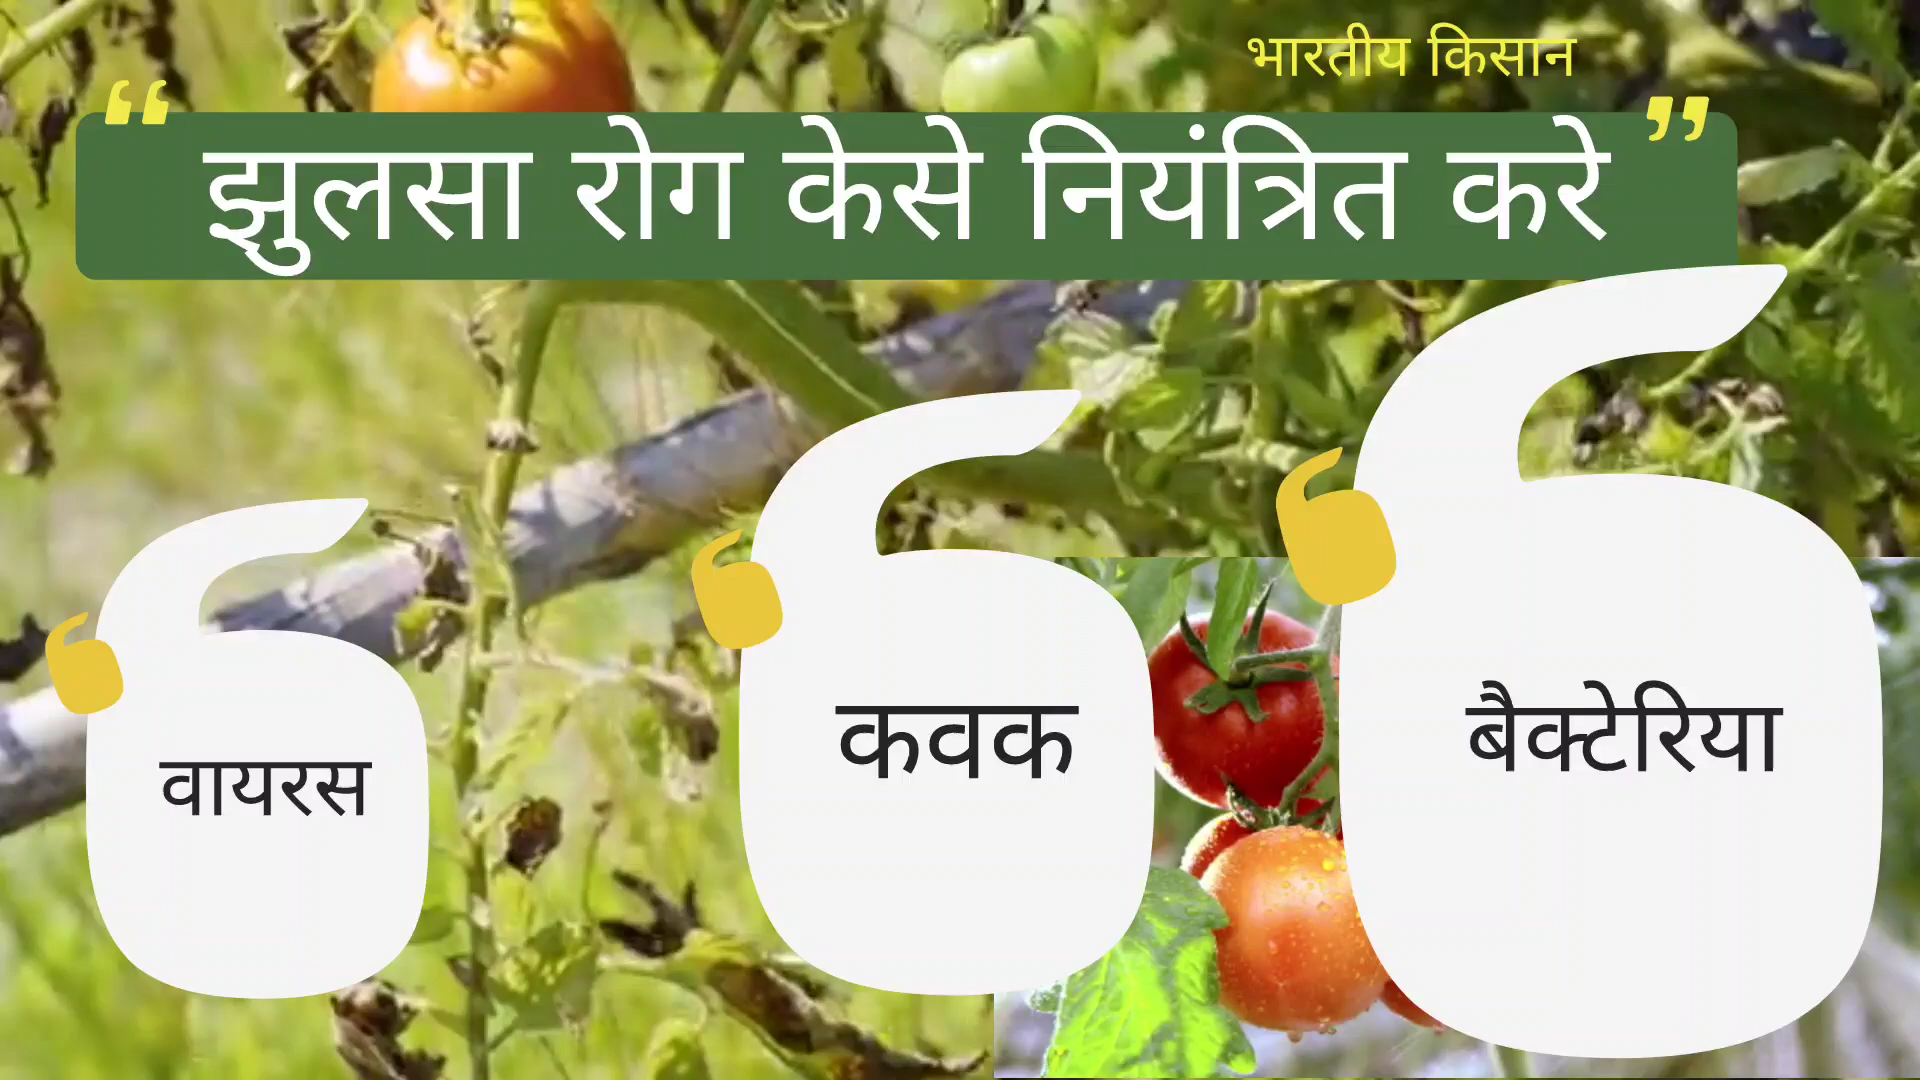 भारतीय किसान
“ झुलसा रोग केसे नियंत्रित करे ”
वायरस
कवक
बैक्टेरिया